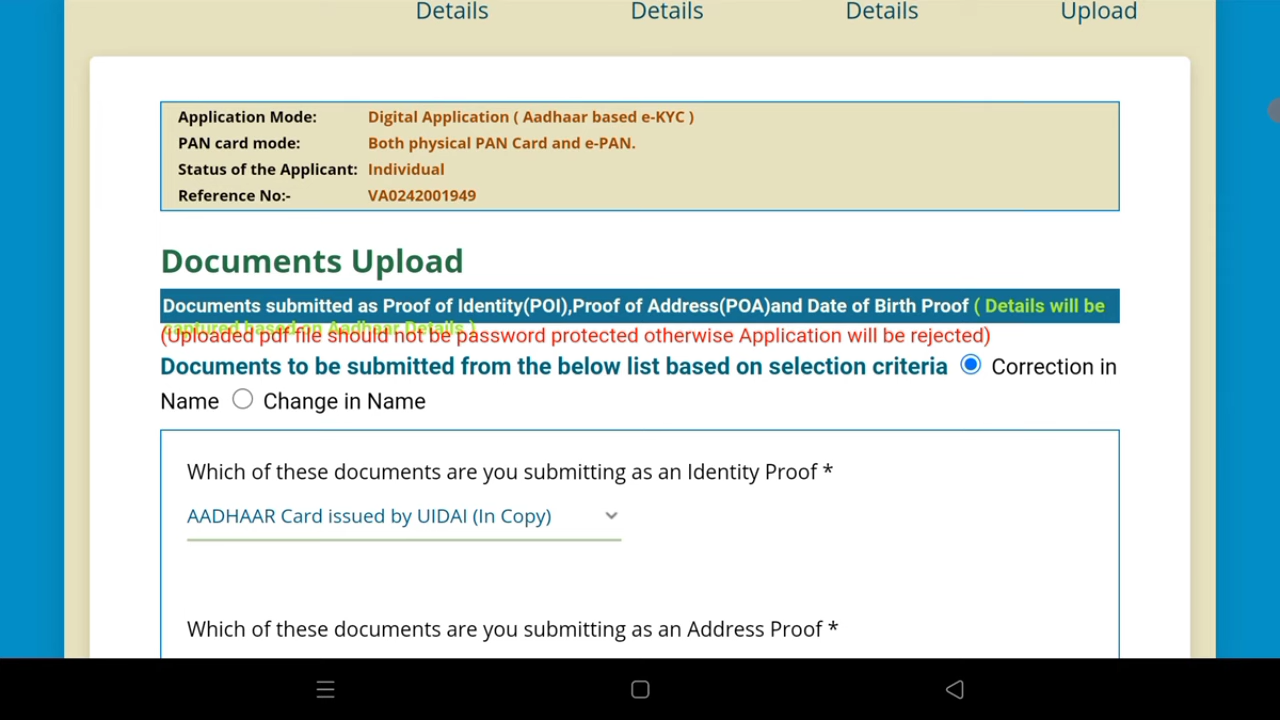 Details Details Details Upload
Application Mode: Digital Application ( Aadhaar based e-KYC )
PAN card mode: Both physical PAN Card and e-PAN.
Status of the Applicant: Individual
Reference No:- VA0242001949
Documents Upload
Documents submitted as Proof of Identity(POI),Proof of Address(POA)and Date of Birth Proof ( Details will be
captured based on Aadhaar Details )
(Uploaded pdf file should not be password protected otherwise Application will be rejected)
Documents to be submitted from the below list based on selection criteria Correction in
Name Change in Name
Which of these documents are you submitting as an Identity Proof *
AADHAAR Card issued by UIDAI (In Copy)
Which of these documents are you submitting as an Address Proof *